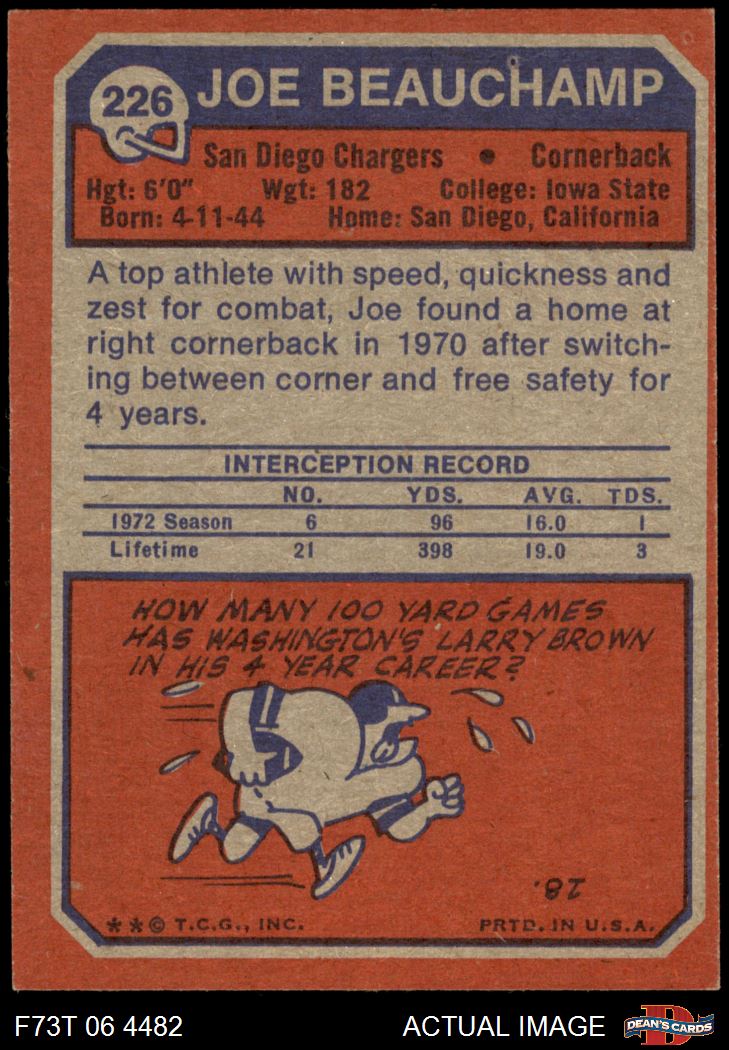 226
JOE BEAUCHAMP
San Diego Chargers • Cornerback
Hgt: 6'0" Wgt: 182 College: Iowa State
Born: 4-11-44 Home: San Diego, California
A top athlete with speed, quickness and
zest for combat, Joe found a home at
right cornerback in 1970 after switch-
ing between corner and free safety for
4 years.
INTERCEPTION RECORD
NO. YDS. AVG. TDS.
1972 Season 6 96 16.0 1
Lifetime 21 398 19.0 3
HOW MANY 100 YARD GAMES
HAS WASHINGTON'S LARRY BROWN
IN HIS 4 YEAR CAREER?
28.
* * © T.C.G., INC. PRTD. IN U.S.A.
F73T 06 4482 ACTUAL IMAGE D DEAN'S CARDS